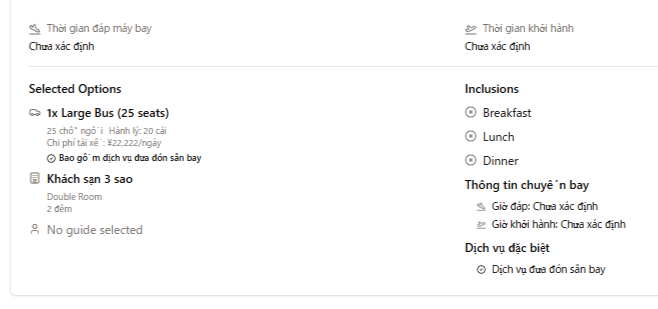 Thời gian đáp máy bay
Chưa xác định
Thời gian khởi hành
Chưa xác định
Selected Options
1x Large Bus (25 seats)
25 chỗ ngồi Hành lý: 20 cái
Chi phí tài xế: ¥22,222/ngày
Bao gồm dịch vụ đưa đón sân bay
Khách sạn 3 sao
Double Room
2 đêm
No guide selected
Inclusions
Breakfast
Lunch
Dinner
Thông tin chuyến bay
Giờ đáp: Chưa xác định
Giờ khởi hành: Chưa xác định
Dịch vụ đặc biệt
Dịch vụ đưa đón sân bay